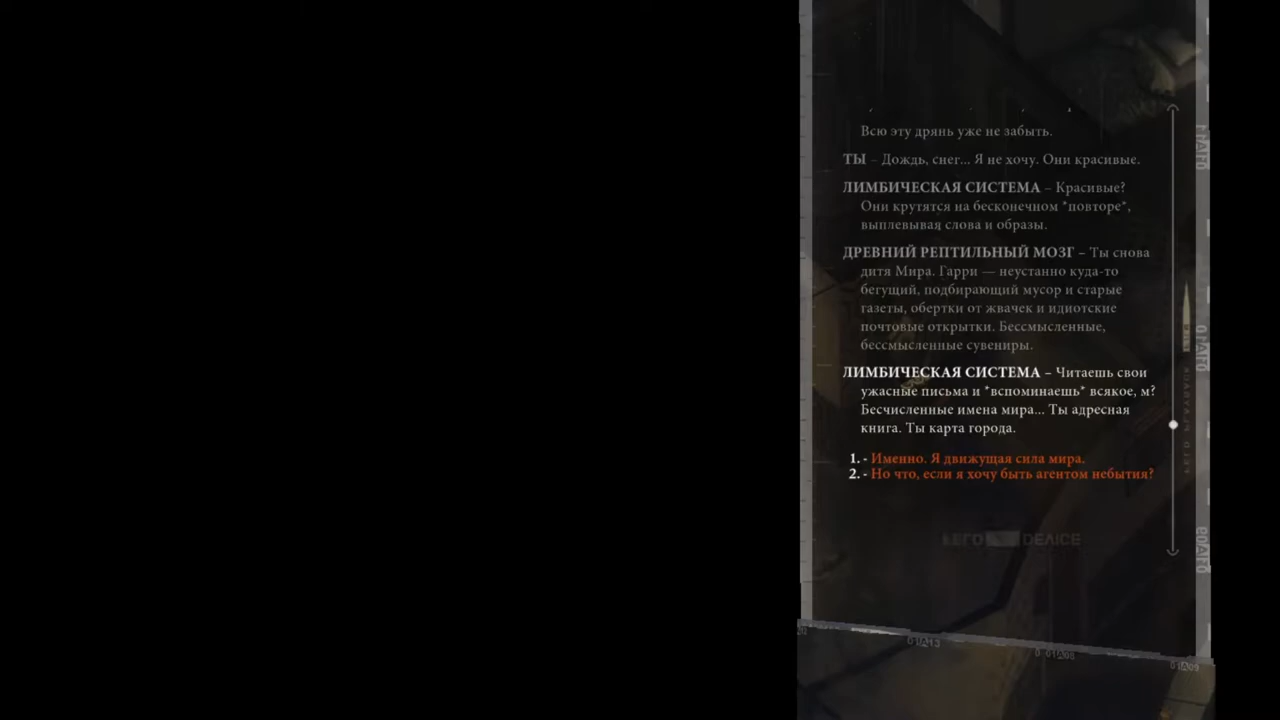 Всю эту дрянь уже не забыть.
ТЫ – Дождь, снег... Я не хочу. Они красивые.
ЛИМБИЧЕСКАЯ СИСТЕМА – Красивые?
Они крутятся на бесконечном *повторе*,
выплевывая слова и образы.
ДРЕВНИЙ РЕПТИЛЬНЫЙ МОЗГ – Ты снова
дитя Мира. Гарри — неустанно куда-то
бегущий, подбирающий мусор и старые
газеты, обертки от жвачек и идиотские
почтовые открытки. Бессмысленные,
бессмысленные сувениры.
ЛИМБИЧЕСКАЯ СИСТЕМА – Читаешь свои
ужасные письма и *вспоминаешь* всякое, м?
Бесчисленные имена мира... Ты адресная
книга. Ты карта города.
1. - Именно. Я движущая сила мира.
2. - Но что, если я хочу быть агентом небытия?